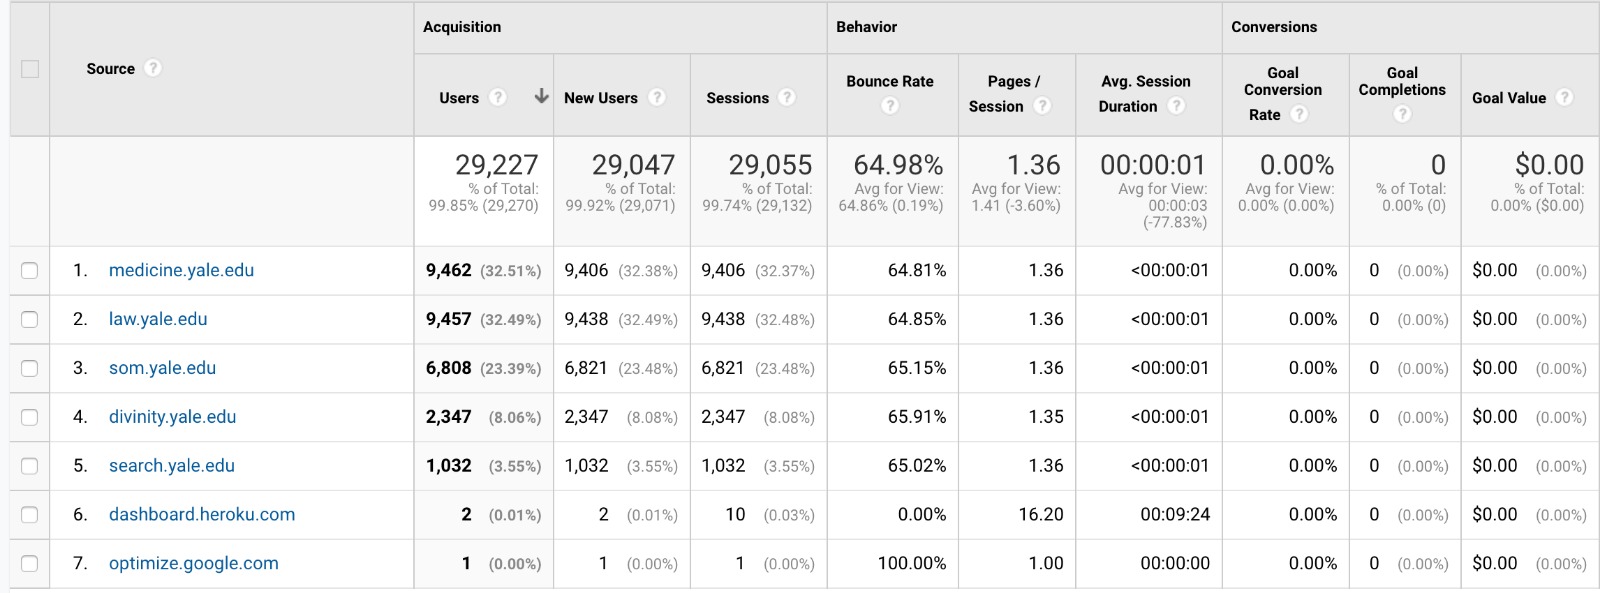 Acquisition Behavior Conversions
Source ? Users ? New Users ? Sessions ? Bounce Rate ? Pages / Session ? Avg. Session Duration ? Goal Conversion Rate ? Goal Completions ? Goal Value ?
29,227 29,047 29,055 64.98% 1.36 00:00:01 0.00% 0 $0.00
% of Total: 99.85% (29,270) % of Total: 99.92% (29,071) % of Total: 99.74% (29,132) Avg for View: 64.86% (0.19%) Avg for View: 1.41 (-3.60%) Avg for View: 00:00:03 (-77.83%) Avg for View: 0.00% (0.00%) % of Total: 0.00% (0) % of Total: 0.00% ($0.00)
1. medicine.yale.edu 9,462 (32.51%) 9,406 (32.38%) 9,406 (32.37%) 64.81% 1.36 <00:00:01 0.00% 0 (0.00%) $0.00 (0.00%)
2. law.yale.edu 9,457 (32.49%) 9,438 (32.49%) 9,438 (32.48%) 64.85% 1.36 <00:00:01 0.00% 0 (0.00%) $0.00 (0.00%)
3. som.yale.edu 6,808 (23.39%) 6,821 (23.48%) 6,821 (23.48%) 65.15% 1.36 <00:00:01 0.00% 0 (0.00%) $0.00 (0.00%)
4. divinity.yale.edu 2,347 (8.06%) 2,347 (8.08%) 2,347 (8.08%) 65.91% 1.35 <00:00:01 0.00% 0 (0.00%) $0.00 (0.00%)
5. search.yale.edu 1,032 (3.55%) 1,032 (3.55%) 1,032 (3.55%) 65.02% 1.36 <00:00:01 0.00% 0 (0.00%) $0.00 (0.00%)
6. dashboard.heroku.com 2 (0.01%) 2 (0.01%) 10 (0.03%) 0.00% 16.20 00:09:24 0.00% 0 (0.00%) $0.00 (0.00%)
7. optimize.google.com 1 (0.00%) 1 (0.00%) 1 (0.00%) 100.00% 1.00 00:00:00 0.00% 0 (0.00%) $0.00 (0.00%)